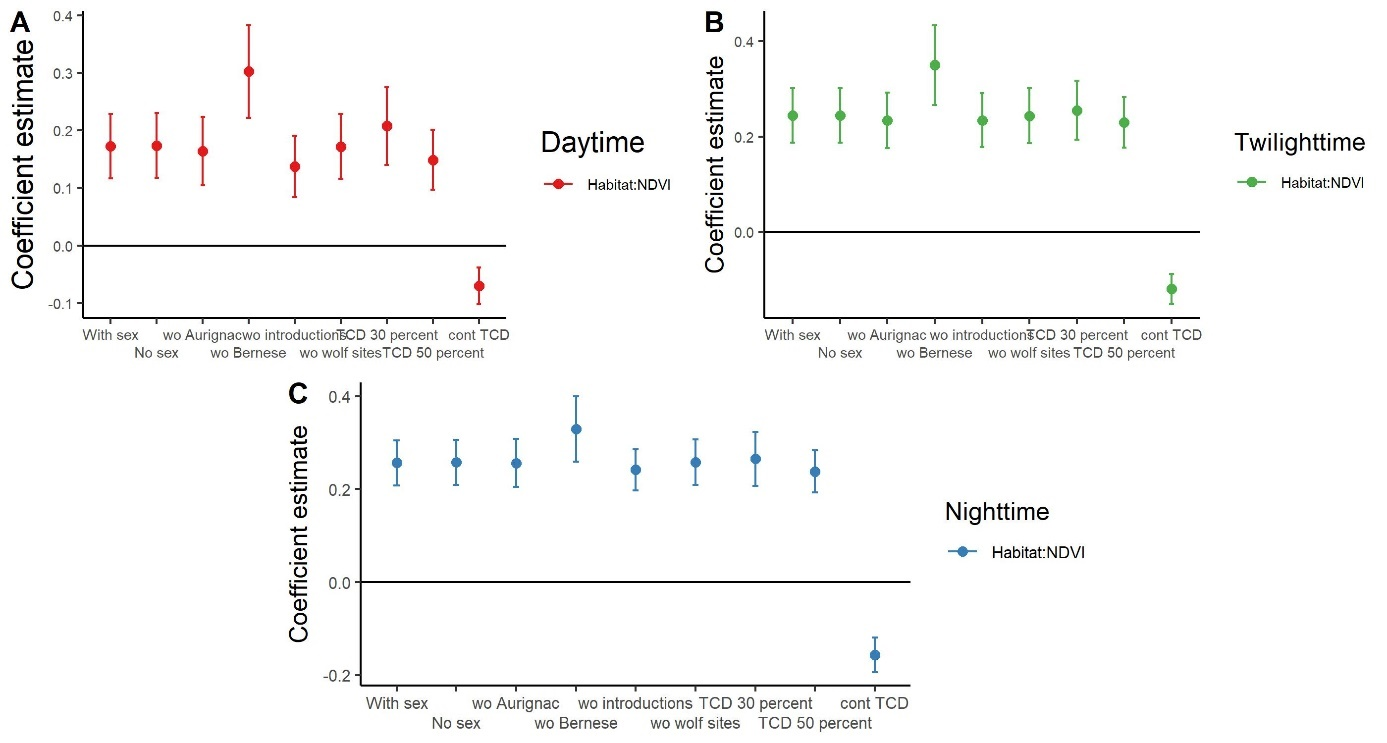 A
Coefficient estimate
0.4
0.3
0.2
0.1
0.0
-0.1
With sex
No sex
wo Aurignac
wo Bernese
wo introductions
wo wolf sites
TCD 30 percent
TCD 50 percent
cont TCD
Daytime
Habitat:NDVI
B
Coefficient estimate
0.4
0.2
0.0
With sex
No sex
wo Aurignac
wo Bernese
wo introductions
wo wolf sites
TCD 30 percent
TCD 50 percent
cont TCD
Twilighttime
Habitat:NDVI
C
Coefficient estimate
0.4
0.2
0.0
-0.2
With sex
No sex
wo Aurignac
wo Bernese
wo introductions
wo wolf sites
TCD 30 percent
TCD 50 percent
cont TCD
Nighttime
Habitat:NDVI